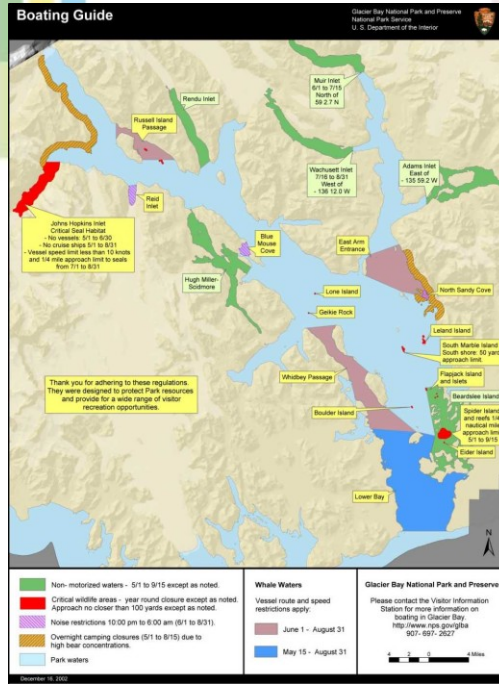 Boating Guide
Glacier Bay National Park and Preserve
National Park Service
U. S. Department of the Interior
Muir Inlet
6/1 to 7/15
North of
59 2.7 N
Rendu Inlet
Russell Island
Passage
Wachusett Inlet
7/16 to 8/31
West of
- 136 12.0 W
Adams Inlet
East of
- 135 59.2 W
Johns Hopkins Inlet
Critical Seal Habitat
- No vessels: 5/1 to 6/30
- No cruise ships 5/1 to 8/31
- Vessel speed limit less than 10 knots
and 1/4 mile approach limit to seals
from 7/1 to 8/31
Reid
Inlet
Blue
Mouse
Cove
East Arm
Entrance
Hugh Miller-
Scidmore
Lone Island
North Sandy Cove
Geikie Rock
Leland Island
South Marble Island
South shore: 50 yard
approach limit
Whidbey Passage
Flapjack Island
and Islets
Thank you for adhering to these regulations.
They were designed to protect Park resources
and provide for a wide range of visitor
recreation opportunities.
Beardslee Island
Boulder Island
Spider Island
and reefs 1/4
nautical mile
approach limit
5/1 to 9/15
Eider Island
Lower Bay
N
Non- motorized waters - 5/1 to 9/15 except as noted.
Critical wildlife areas - year round closure except as noted.
Approach no closer than 100 yards except as noted.
Noise restrictions 10:00 pm to 6:00 am (6/1 to 8/31).
Overnight camping closures (5/1 to 8/15) due to
high bear concentrations.
Park waters
Whale Waters
Vessel route and speed
restrictions apply:
June 1 - August 31
May 15 - August 31
Glacier Bay National Park and Preserve
Please contact the Visitor Information
Station for more information on
boating in Glacier Bay.
http://www.nps.gov/glba
907- 697- 2627
4 2 0 4 Miles
December 16, 2002